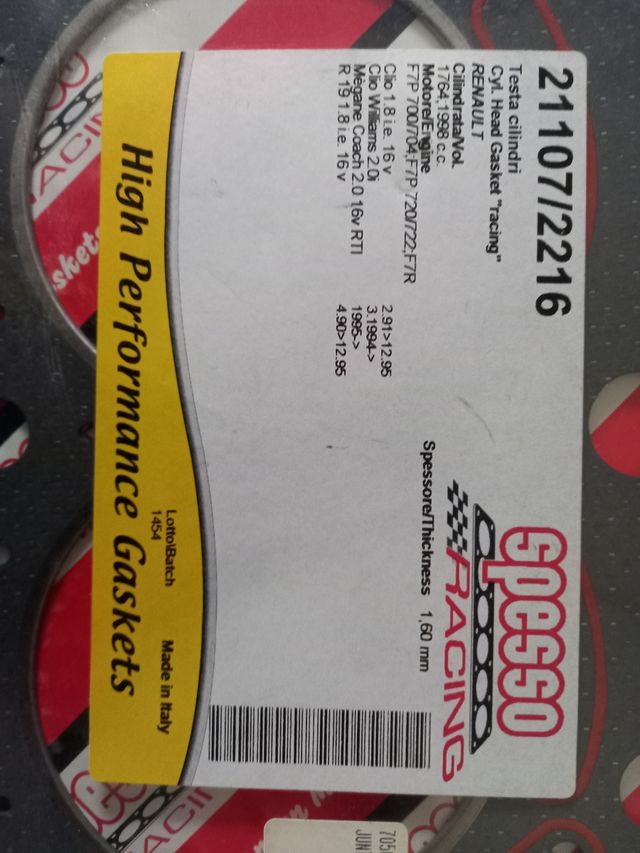 21107/2216
Testa cilindri
Cyl. Head Gasket "racing"
RENAULT
Cilindrata/Vol.
1764;1998 c.c.
Motore/Engine
F7P 700/704;F7P 720/722;F7R
Clio 1.8 i.e. 16 v 2.91>12.95
Clio Williams 2.0i 3.1994->
Megane Coach 2.0 16v RTI 1995->
R 19 1.8 i.e. 16 v 4.90>12.95
spesso
RACING
Spessore/Thickness 1,60 mm
Lotto\Batch
1454
Made in Italy
High Performance Gaskets